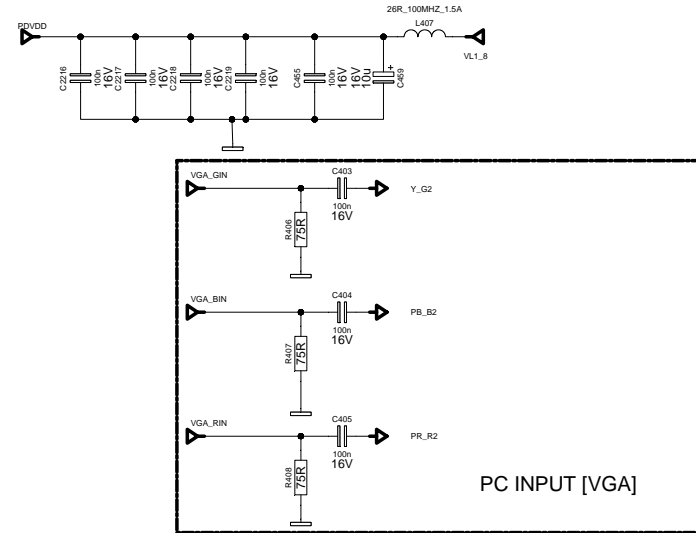 26R_100MHZ_1.5A
PDVDD
L407
VL1_8
C2216
100n
16V
C2217
100n
16V
C2218
100n
16V
C2219
100n
16V
C455
100n
16V
16V
10u
+
C459
VGA_GIN
C403
Y_G2
100n
16V
R406
75R
VGA_BIN
C404
PB_B2
100n
16V
R407
75R
VGA_RIN
C405
PR_R2
100n
16V
R408
75R
PC INPUT [VGA]